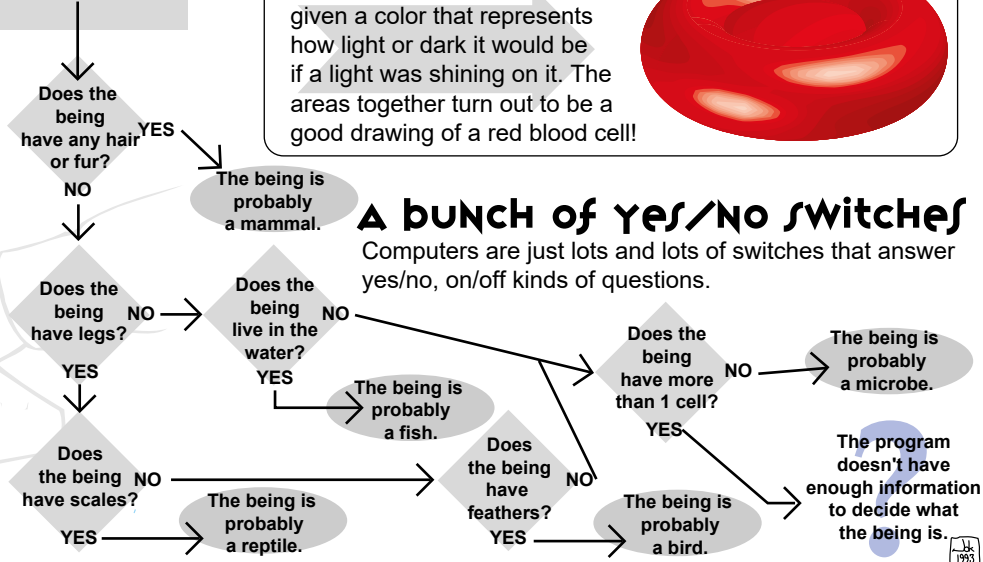 given a color that represents
how light or dark it would be
if a light was shining on it. The
areas together turn out to be a
good drawing of a red blood cell!
Does the
being
have any hair
or fur?
YES
NO
The being is
probably
a mammal.
A bunch of yes/no switches
Computers are just lots and lots of switches that answer
yes/no, on/off kinds of questions.
Does the
being
have legs?
NO
YES
Does the
being
live in the
water?
NO
YES
The being is
probably
a fish.
Does the
being
have more
than 1 cell?
NO
YES
The being is
probably
a microbe.
Does
the being
have scales?
NO
YES
The being is
probably
a reptile.
Does
the being
have
feathers?
NO
YES
The being is
probably
a bird.
?
The program
doesn't have
enough information
to decide what
the being is.
1993